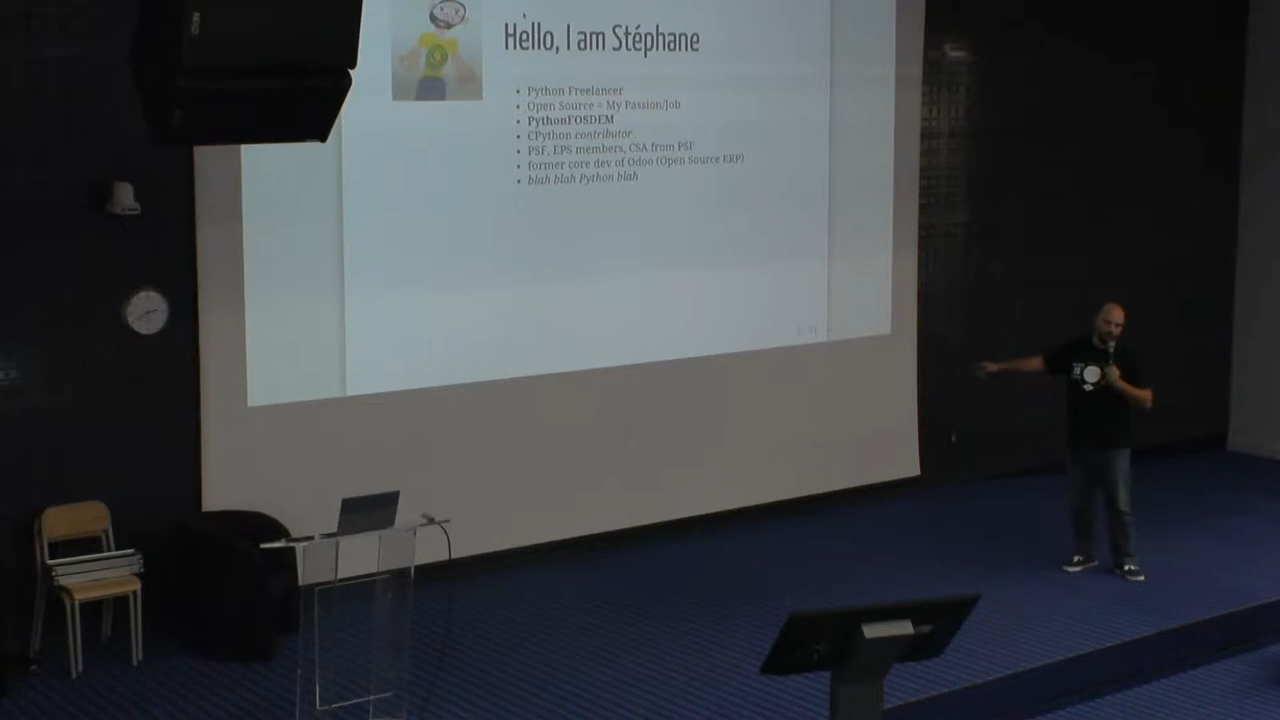 Hello, I am Stéphane
• Python Freelancer
• Open Source = My Passion/Job
• PythonFOSDEM
• CPython contributor
• PSF, EPS members, CSA from PSF
• former core dev of Odoo (Open Source ERP)
• blah blah Python blah